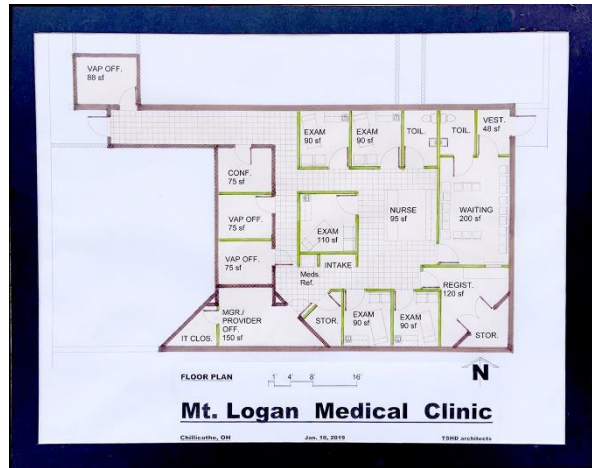 VAP OFF.
88 sf
EXAM
90 sf
EXAM
90 sf
TOIL.
TOIL.
VEST.
48 sf
CONF.
75 sf
VAP OFF.
75 sf
EXAM
110 sf
NURSE
95 sf
WAITING
200 sf
VAP OFF.
75 sf
Meds.
Ref.
INTAKE
REGIST.
120 sf
MGR./
PROVIDER
OFF.
150 sf
IT CLOS.
STOR.
EXAM
90 sf
EXAM
90 sf
STOR.
FLOOR PLAN
1' 4' 8' 16'
N
Mt. Logan Medical Clinic
Chillicothe, OH Jan. 10, 2019 TSHD architects